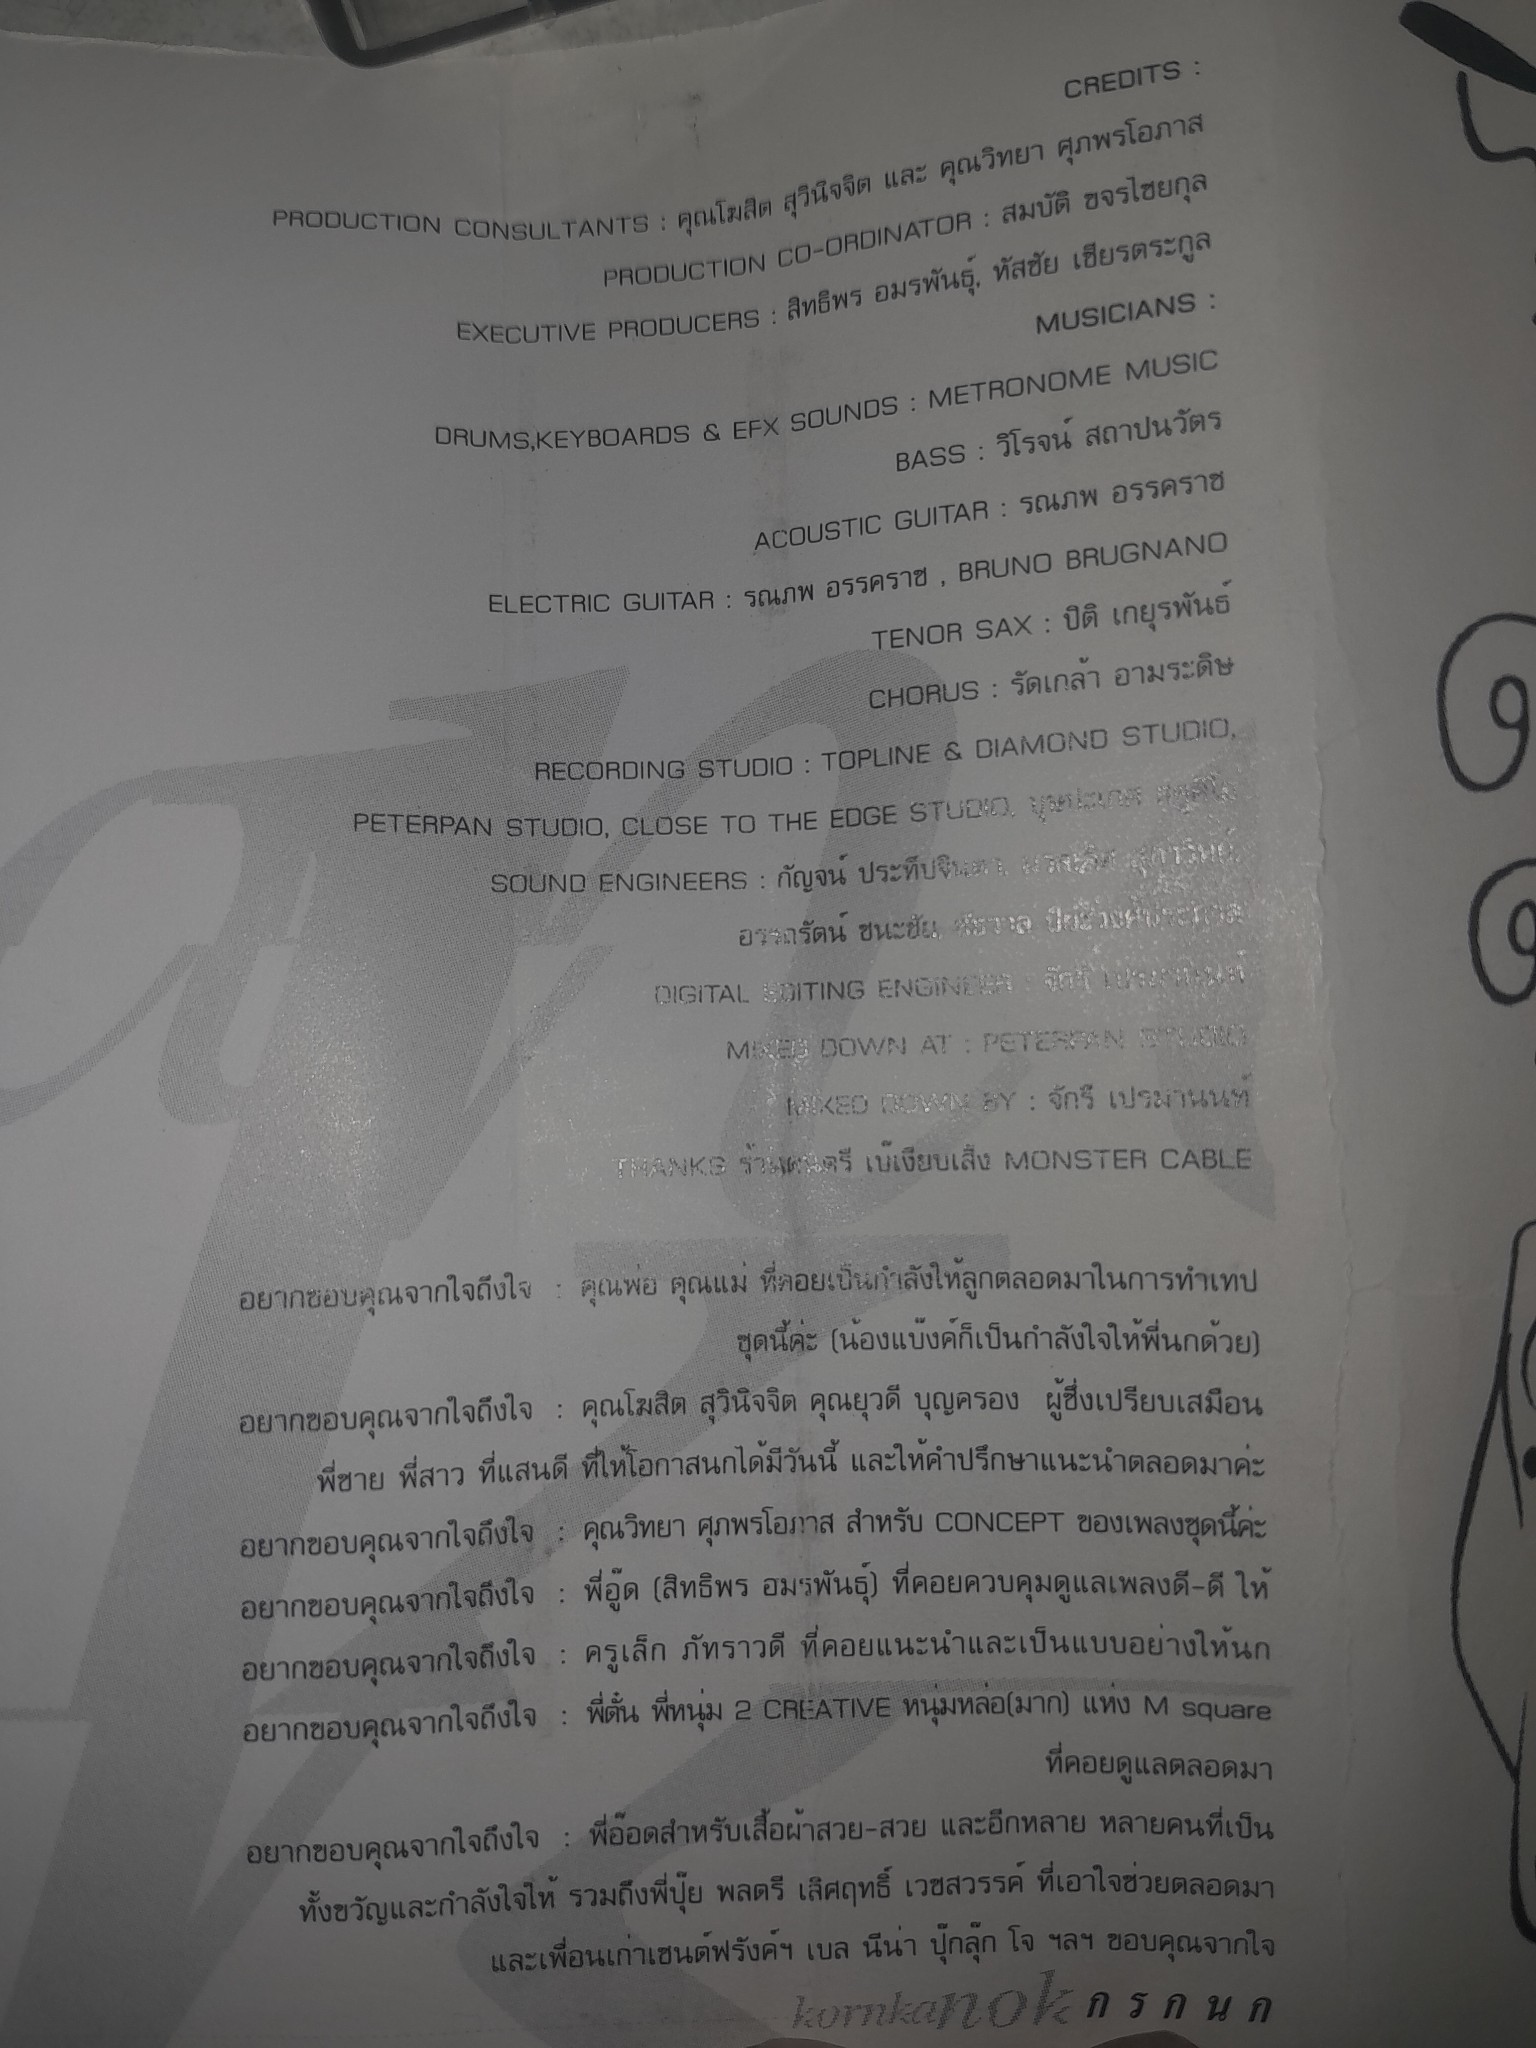 CREDITS :
PRODUCTION CONSULTANTS : คุณโฆสิต สุวินิจจิต และ คุณวิทยา ศุภพรโอภาส
PRODUCTION CO-ORDINATOR : สมบัติ ขจรไชยกุล
EXECUTIVE PRODUCERS : สิทธิพร อมรพันธุ์, ทัสชัย เธียรตระกูล
MUSICIANS :
DRUMS,KEYBOARDS & EFX SOUNDS : METRONOME MUSIC
BASS : วิโรจน์ สถาปนวัตร
ACOUSTIC GUITAR : รณภพ อรรคราช
ELECTRIC GUITAR : รณภพ อรรคราช , BRUNO BRUGNANO
TENOR SAX : ปิติ เกยุรพันธ์
CHORUS : รัดเกล้า อามระดิษ
RECORDING STUDIO : TOPLINE & DIAMOND STUDIO,
PETERPAN STUDIO, CLOSE TO THE EDGE STUDIO,
SOUND ENGINEERS : กัญจน์
อรรถรัตน์ ชนะชัย,
DIGITAL EDITING ENGINEER : จักรี เปรมานนท์
MIXED DOWN AT : PETERPAN STUDIO
MIXED DOWN BY : จักรี เปรมานนท์
THANKS ร้านดนตรี เบ๊เงียบเส็ง MONSTER CABLE
อยากขอบคุณจากใจถึงใจ : คุณพ่อ คุณแม่ ที่คอยเป็นกำลังให้ลูกตลอดมาในการทำเทป
ชุดนี้ค่ะ (น้องแบ๊งค์ก็เป็นกำลังใจให้พี่นกด้วย)
อยากขอบคุณจากใจถึงใจ : คุณโฆสิต สุวินิจจิต คุณยุวดี บุญครอง ผู้ซึ่งเปรียบเสมือน
พี่ชาย พี่สาว ที่แสนดี ที่ให้โอกาสนกได้มีวันนี้ และให้คำปรึกษาแนะนำตลอดมาค่ะ
อยากขอบคุณจากใจถึงใจ : คุณวิทยา ศุภพรโอภาส สำหรับ CONCEPT ของเพลงชุดนี้ค่ะ
อยากขอบคุณจากใจถึงใจ : พี่อู๊ด (สิทธิพร อมรพันธุ์) ที่คอยควบคุมดูแลเพลงดี-ดี ให้
อยากขอบคุณจากใจถึงใจ : ครูเล็ก ภัทราวดี ที่คอยแนะนำและเป็นแบบอย่างให้นก
อยากขอบคุณจากใจถึงใจ : พี่ตั้น พี่หนุ่ม 2 CREATIVE หนุ่มหล่อ(มาก) แห่ง M square
ที่คอยดูแลตลอดมา
อยากขอบคุณจากใจถึงใจ : พี่อ๊อดสำหรับเสื้อผ้าสวย-สวย และอีกหลาย หลายคนที่เป็น
ทั้งขวัญและกำลังใจให้ รวมถึงพี่ปุ๊ย พลตรี เลิศฤทธิ์ เวชสวรรค์ ที่เอาใจช่วยตลอดมา
และเพื่อนเก่าเซนต์ฟรังค์ฯ เบล นีน่า ปุ๊กลุ๊ก โจ ฯลฯ ขอบคุณจากใจ
kornkanok กรกนก